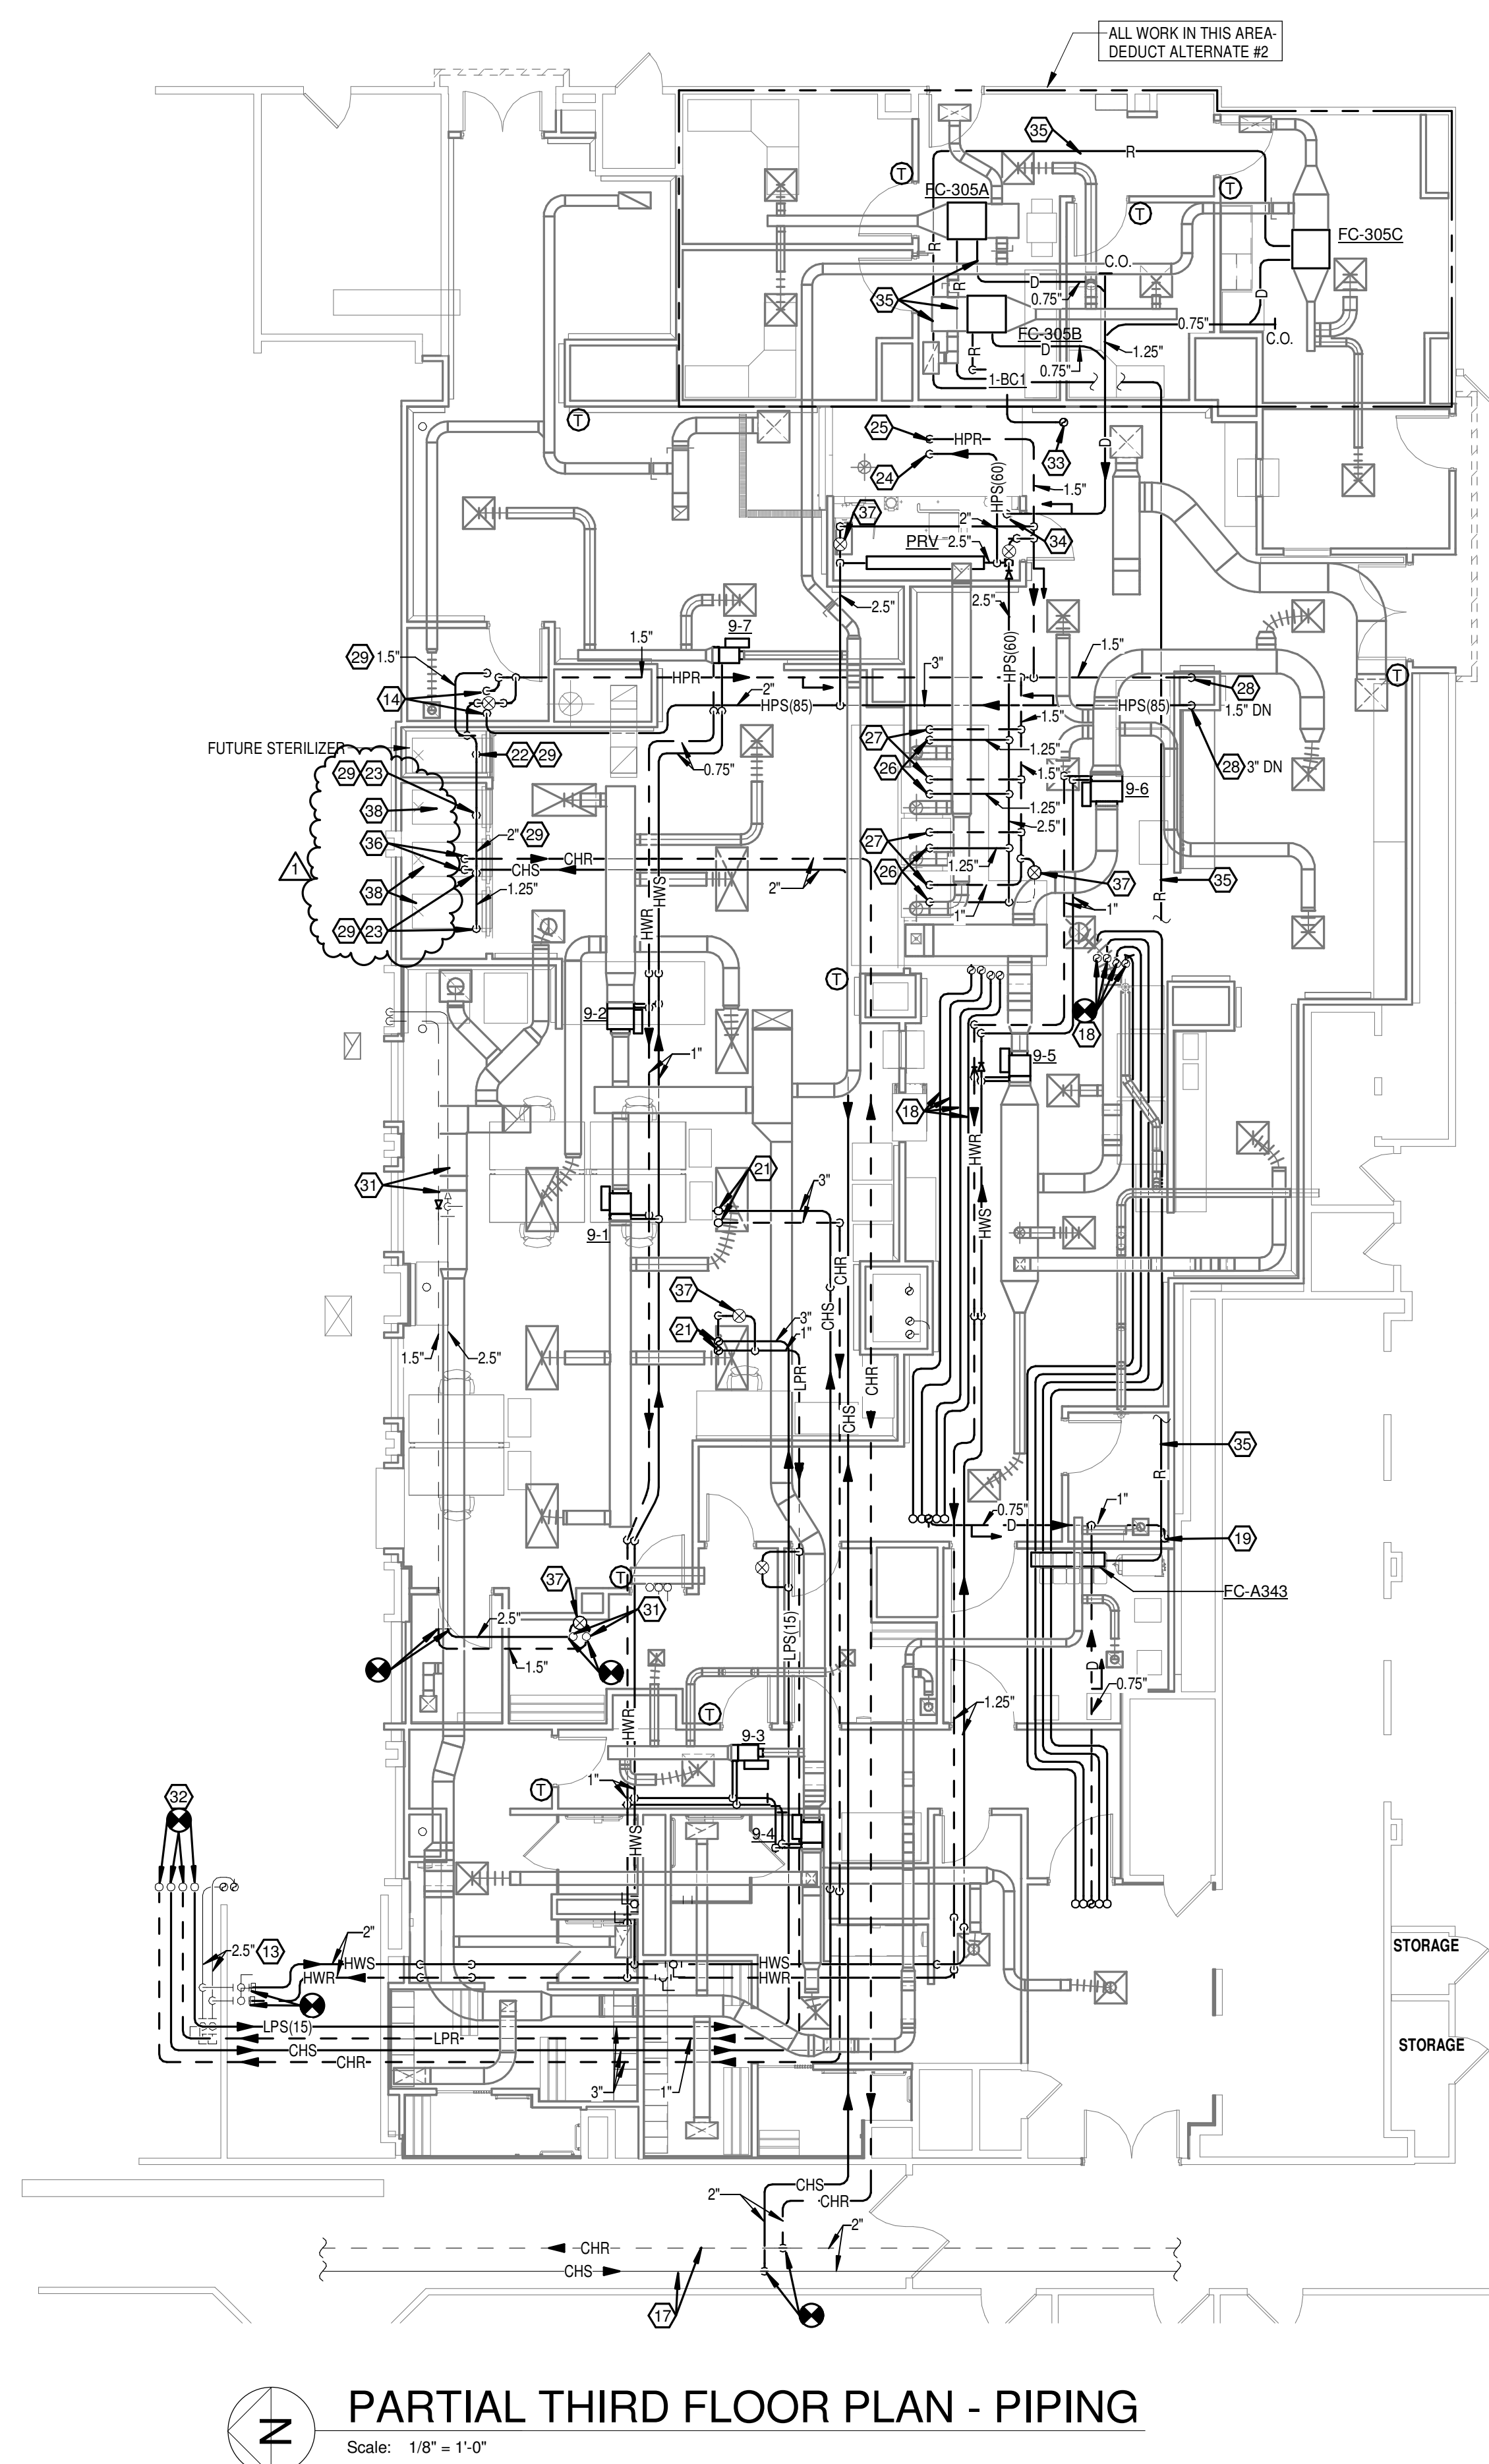 ALL WORK IN THIS AREA-
DEDUCT ALTERNATE #2
35
R
T
T
T
FC-305A
FC-305C
R
C.O.
35
R
D
0.75"
D
0.75"
C.O.
FC-305B
R
D
0.75"
1.25"
1-BC1
T
25
HPR
24
33
D
HPS(60)
1.5"
37
2"
PRV
2.5"
34
2.5"
2.5"
9-7
1.5"
29
1.5"
HPR
3"
HPS(60)
1.5"
T
14
2"
HPS(85)
HPS(85)
28
1.5" DN
FUTURE STERILIZER
22
29
0.75"
27
1.5"
1.25"
26
28
3" DN
29
23
38
1.5"
1.25"
9-6
36
2"
29
CHR
27
2.5"
1
CHS
2"
26
1.25"
38
1.25"
37
35
29
23
HWR
HWS
1"
1"
R
T
9-2
18
1"
9-5
18
31
21
3"
HWR
HWS
9-1
CHR
37
CHS
21
3"
1"
1.5"
2.5"
LPR
CHR
CHS
35
R
0.75"
D
1"
19
37
T
31
FC-A343
2.5"
1.5"
LPS(15)
D
0.75"
1.25"
HWR
T
9-3
32
T
1"
9-4
HWS
2.5"
13
2"
HWS
HWR
HWS
HWR
STORAGE
LPS(15)
LPR
CHS
CHR
STORAGE
3"
1"
CHS
2"
CHR
2"
CHR
CHS
17
N
PARTIAL THIRD FLOOR PLAN - PIPING
Scale: 1/8" = 1'-0"